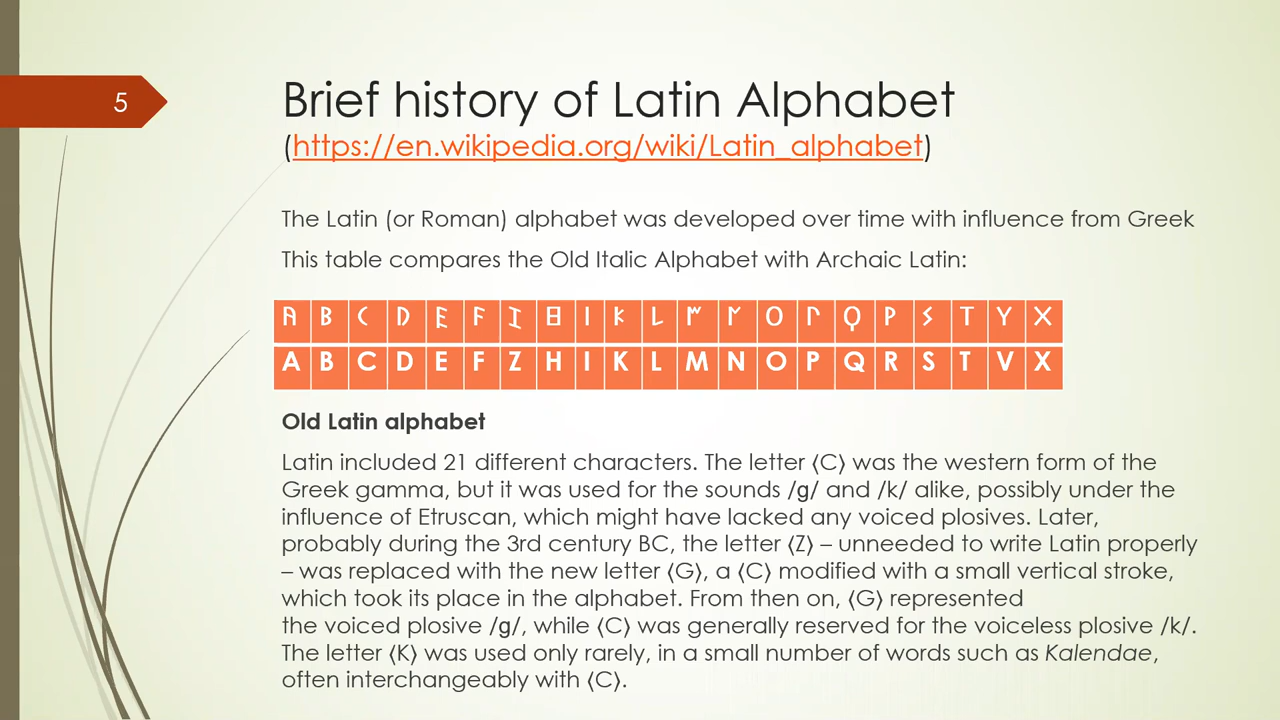 5
Brief history of Latin Alphabet
(https://en.wikipedia.org/wiki/Latin_alphabet)
The Latin (or Roman) alphabet was developed over time with influence from Greek
This table compares the Old Italic Alphabet with Archaic Latin:
𐌀 𐌁 𐌂 𐌃 𐌄 𐌅 𐌆 𐌇 𐌉 𐌊 𐌋 𐌌 𐌍 𐌏 𐌐 𐌒 𐌓 𐌔 𐌕 𐌖 𐌗
A B C D E F Z H I K L M N O P Q R S T V X
Old Latin alphabet
Latin included 21 different characters. The letter ⟨C⟩ was the western form of the
Greek gamma, but it was used for the sounds /ɡ/ and /k/ alike, possibly under the
influence of Etruscan, which might have lacked any voiced plosives. Later,
probably during the 3rd century BC, the letter ⟨Z⟩ – unneeded to write Latin properly
– was replaced with the new letter ⟨G⟩, a ⟨C⟩ modified with a small vertical stroke,
which took its place in the alphabet. From then on, ⟨G⟩ represented
the voiced plosive /ɡ/, while ⟨C⟩ was generally reserved for the voiceless plosive /k/.
The letter ⟨K⟩ was used only rarely, in a small number of words such as Kalendae,
often interchangeably with ⟨C⟩.